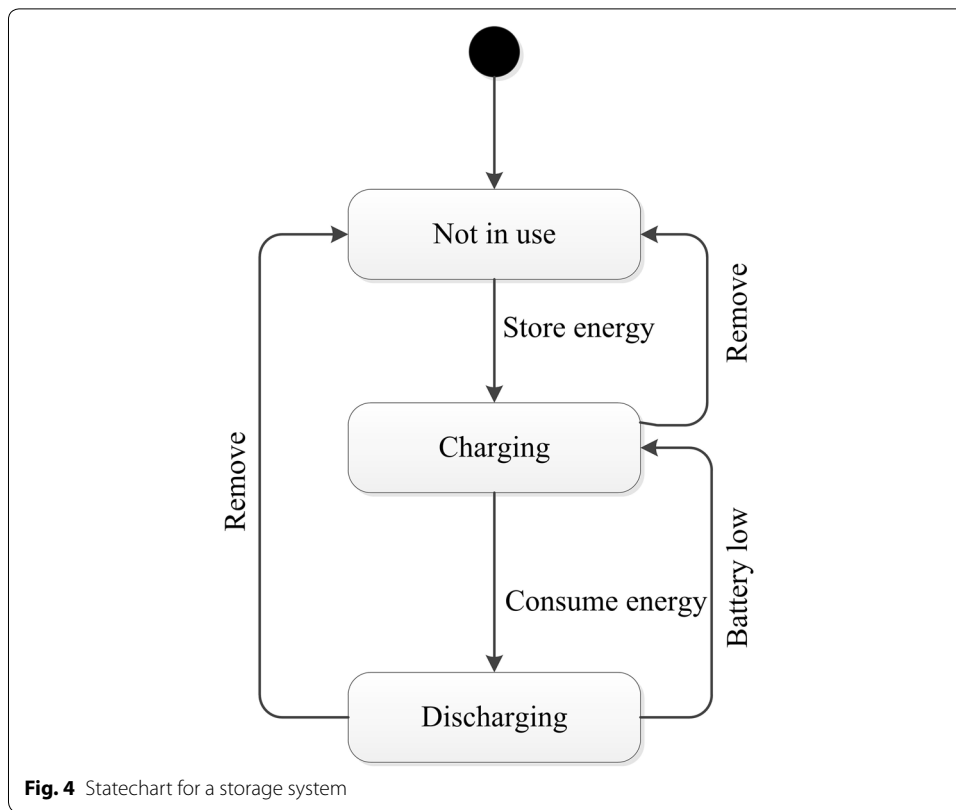 Not in use
Store energy
Remove
Charging
Remove
Consume energy
Battery low
Discharging
Fig. 4 Statechart for a storage system